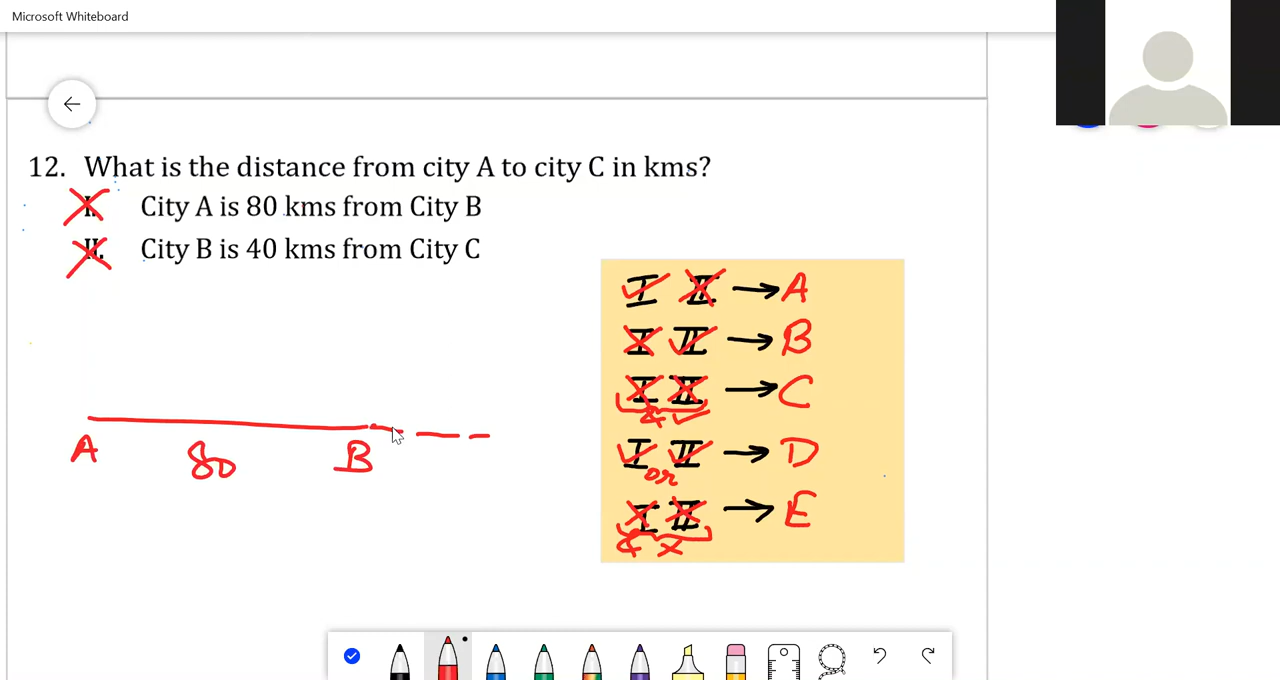 Microsoft Whiteboard
12. What is the distance from city A to city C in kms?
I. City A is 80 kms from City B
II. City B is 40 kms from City C
I II → A
I II → B
I II → C
& ✓
I II → D
or
I II → E
& ×
A 80 B